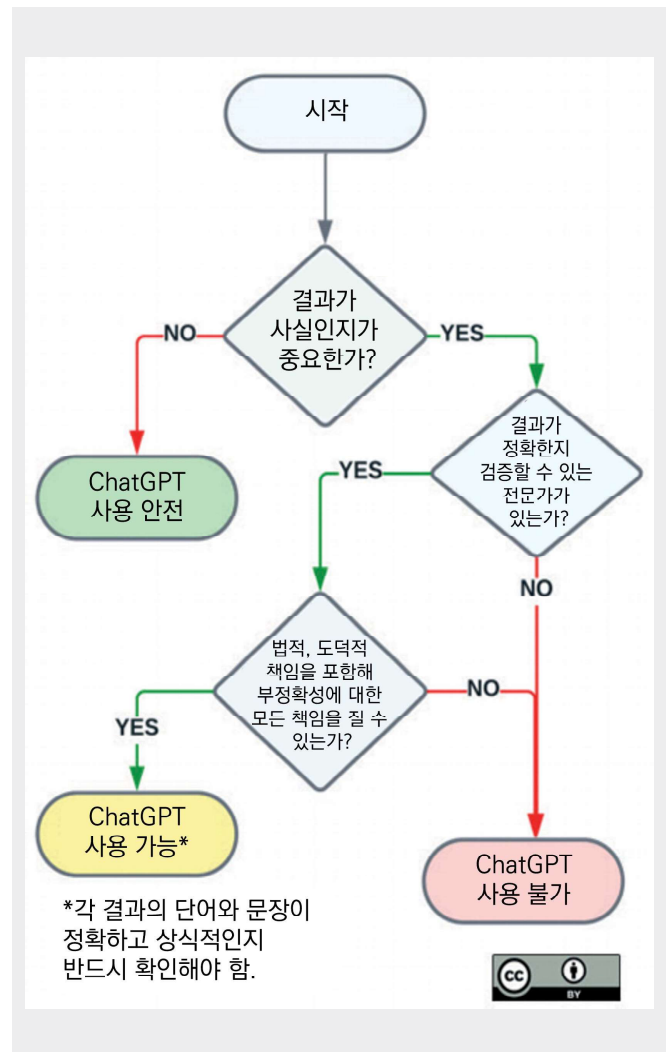 시작
결과가
사실인지가
중요한가?
NO
YES
결과가
정확한지
검증할 수 있는
전문가가
있는가?
ChatGPT
사용 안전
YES
NO
법적, 도덕적
책임을 포함해
부정확성에 대한
모든 책임을 질 수
있는가?
NO
YES
ChatGPT
사용 가능*
ChatGPT
사용 불가
*각 결과의 단어와 문장이
정확하고 상식적인지
반드시 확인해야 함.
cc
BY